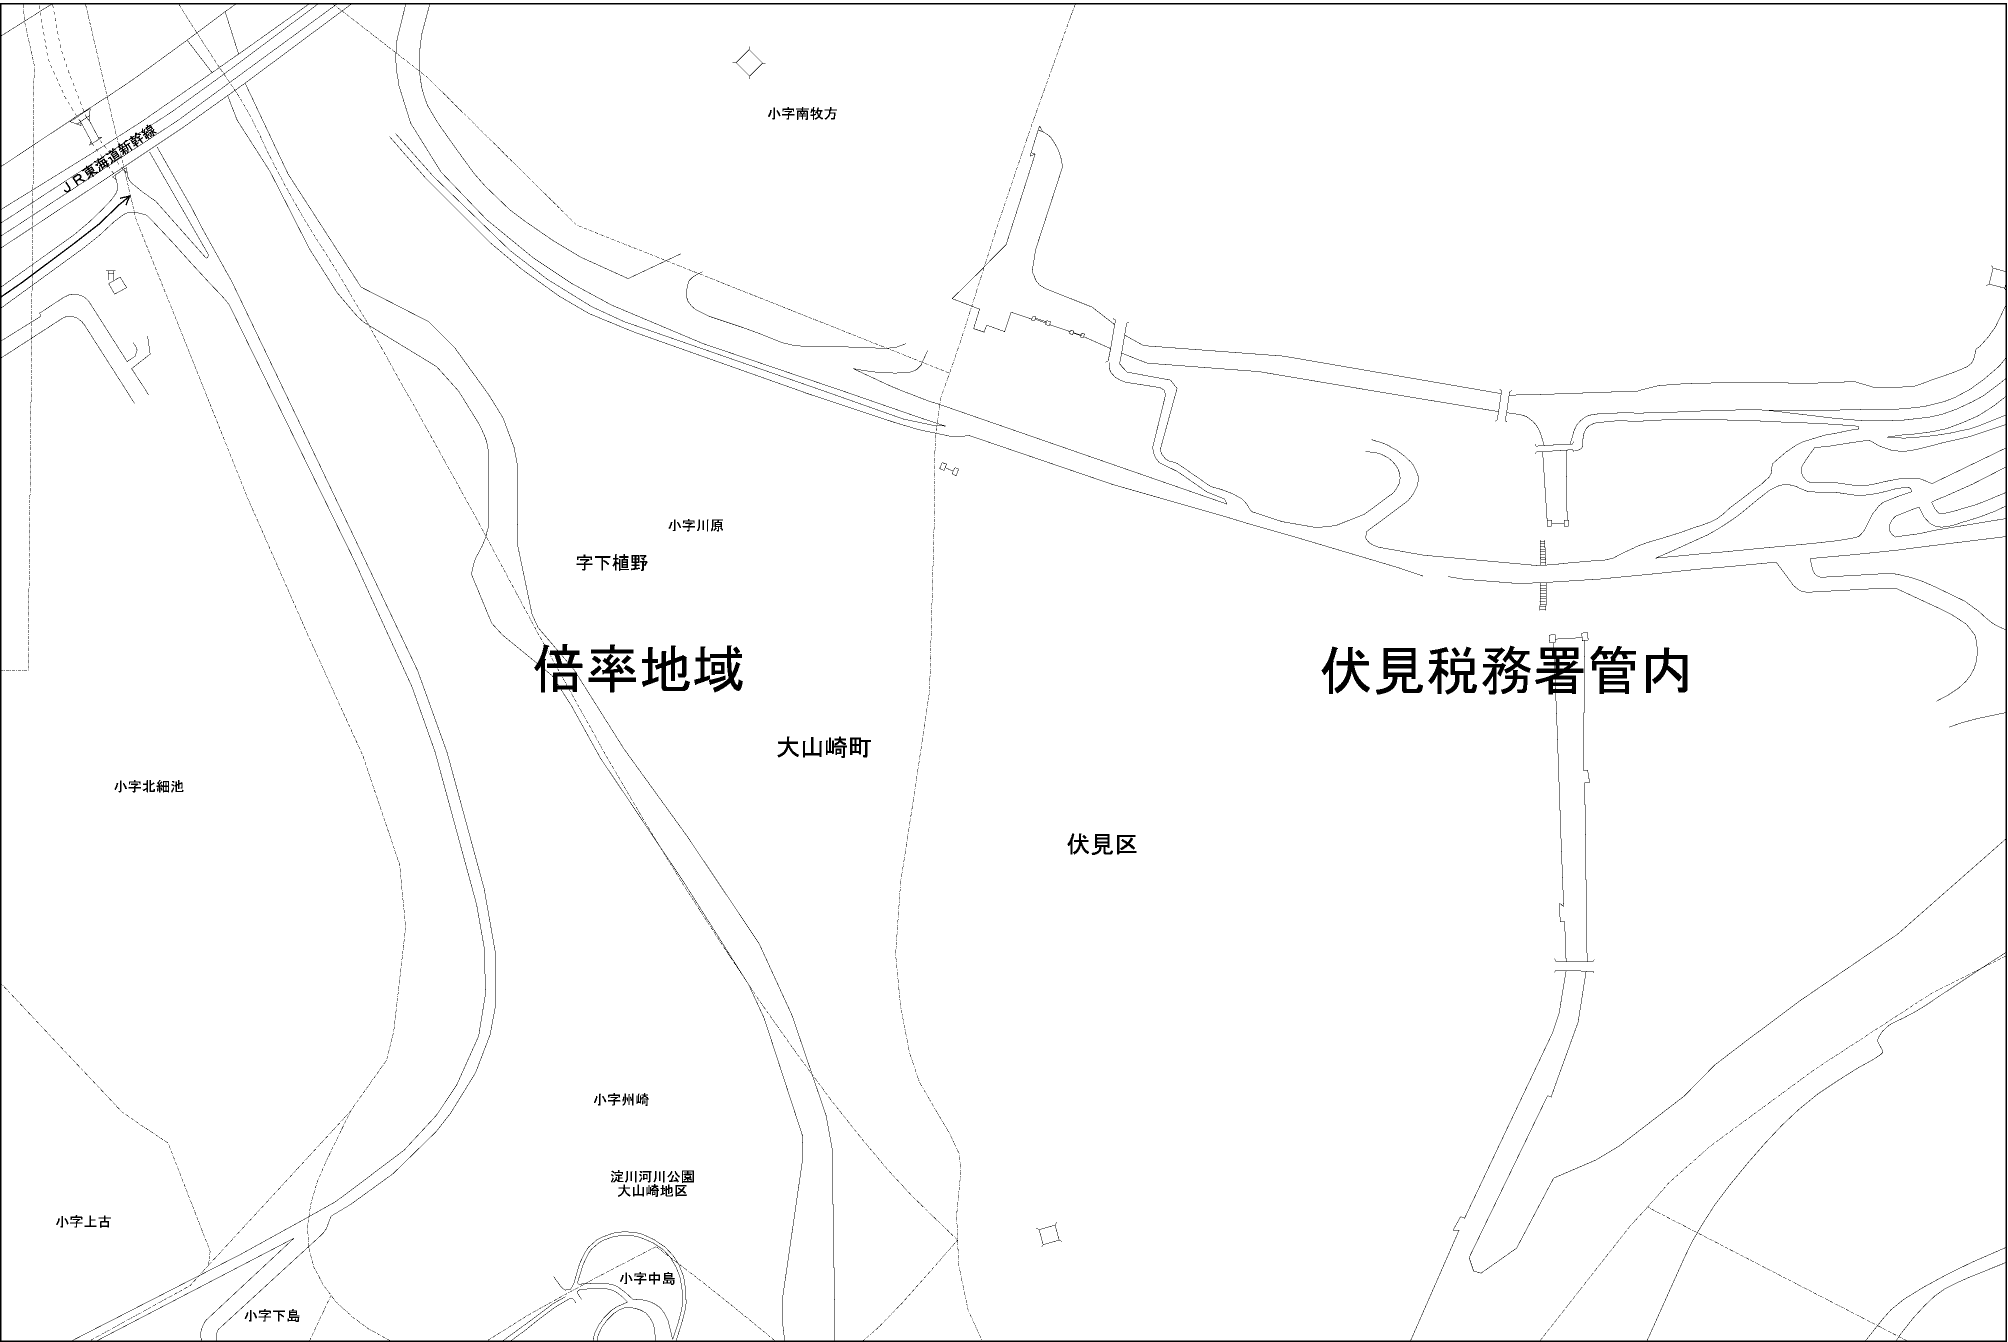 小字南牧方
JR東海道新幹線
小字川原
字下植野
倍率地域
伏見税務署管内
大山崎町
小字北細池
伏見区
小字州崎
淀川河川公園
大山崎地区
小字上古
小字中島
小字下島